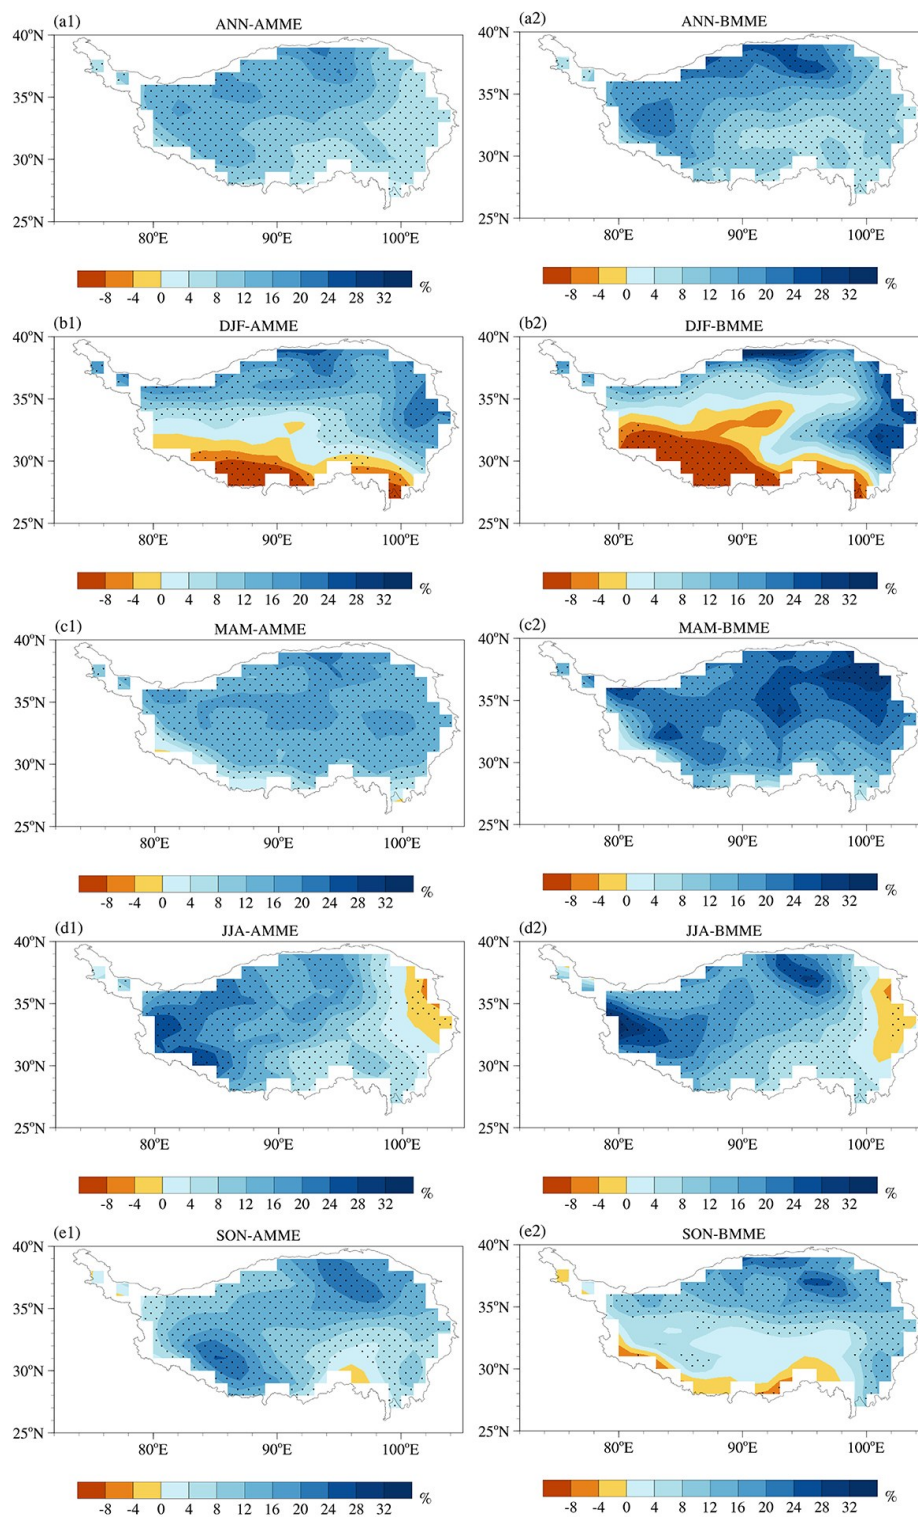 (a1) ANN-AMME
40°N
35°N
30°N
25°N
80°E 90°E 100°E
-8 -4 0 4 8 12 16 20 24 28 32 %
(a2) ANN-BMME
40°N
35°N
30°N
25°N
80°E 90°E 100°E
-8 -4 0 4 8 12 16 20 24 28 32 %
(b1) DJF-AMME
40°N
35°N
30°N
25°N
80°E 90°E 100°E
-8 -4 0 4 8 12 16 20 24 28 32 %
(b2) DJF-BMME
40°N
35°N
30°N
25°N
80°E 90°E 100°E
-8 -4 0 4 8 12 16 20 24 28 32 %
(c1) MAM-AMME
40°N
35°N
30°N
25°N
80°E 90°E 100°E
-8 -4 0 4 8 12 16 20 24 28 32 %
(c2) MAM-BMME
40°N
35°N
30°N
25°N
80°E 90°E 100°E
-8 -4 0 4 8 12 16 20 24 28 32 %
(d1) JJA-AMME
40°N
35°N
30°N
25°N
80°E 90°E 100°E
-8 -4 0 4 8 12 16 20 24 28 32 %
(d2) JJA-BMME
40°N
35°N
30°N
25°N
80°E 90°E 100°E
-8 -4 0 4 8 12 16 20 24 28 32 %
(e1) SON-AMME
40°N
35°N
30°N
25°N
80°E 90°E 100°E
-8 -4 0 4 8 12 16 20 24 28 32 %
(e2) SON-BMME
40°N
35°N
30°N
25°N
80°E 90°E 100°E
-8 -4 0 4 8 12 16 20 24 28 32 %